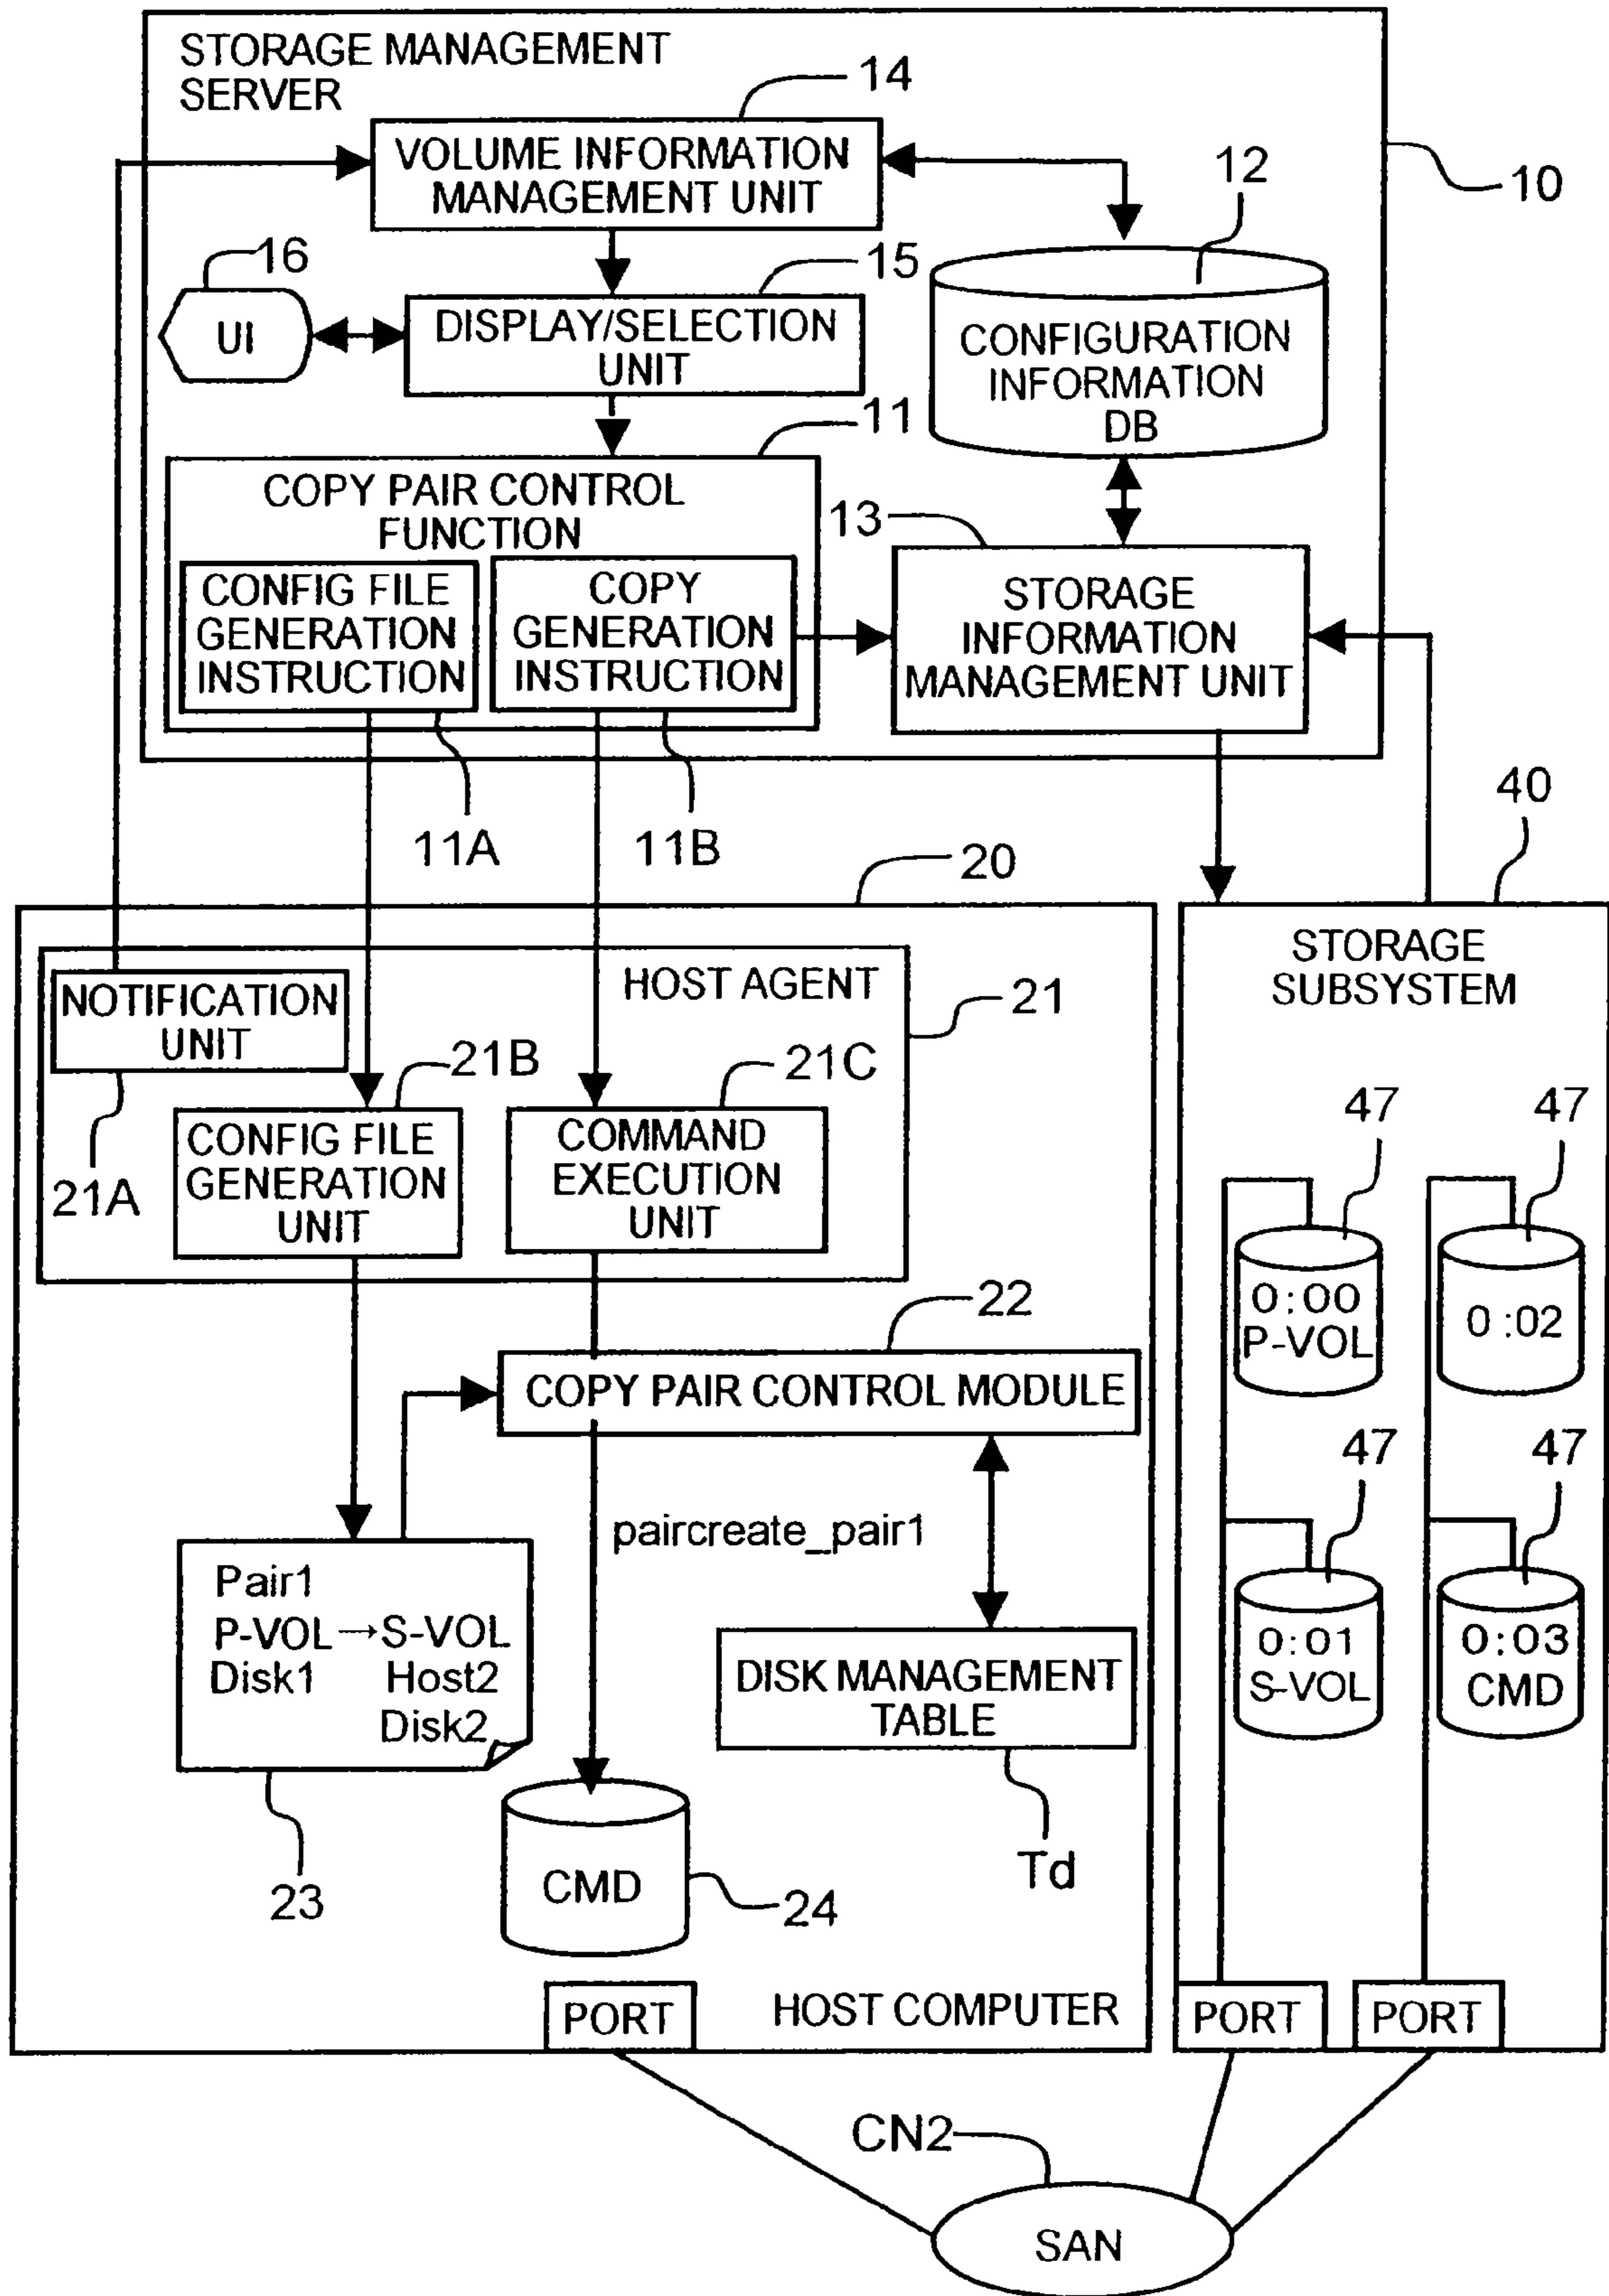 STORAGE MANAGEMENT
SERVER
14
VOLUME INFORMATION
MANAGEMENT UNIT
12
10
16
15
UI
DISPLAY/SELECTION
UNIT
CONFIGURATION
INFORMATION
DB
11
COPY PAIR CONTROL
FUNCTION
13
CONFIG FILE
GENERATION
INSTRUCTION
COPY
GENERATION
INSTRUCTION
STORAGE
INFORMATION
MANAGEMENT UNIT
11A
11B
40
20
HOST AGENT
NOTIFICATION
UNIT
21
STORAGE
SUBSYSTEM
21B
21C
21A
CONFIG FILE
GENERATION
UNIT
COMMAND
EXECUTION
UNIT
47
47
0:00
P-VOL
0:02
22
COPY PAIR CONTROL MODULE
47
47
paircreate_pair1
Pair1
P-VOL→S-VOL
Disk1 Host2
Disk2
0:01
S-VOL
0:03
CMD
DISK MANAGEMENT
TABLE
Td
23
CMD
24
PORT
HOST COMPUTER
PORT
PORT
CN2
SAN